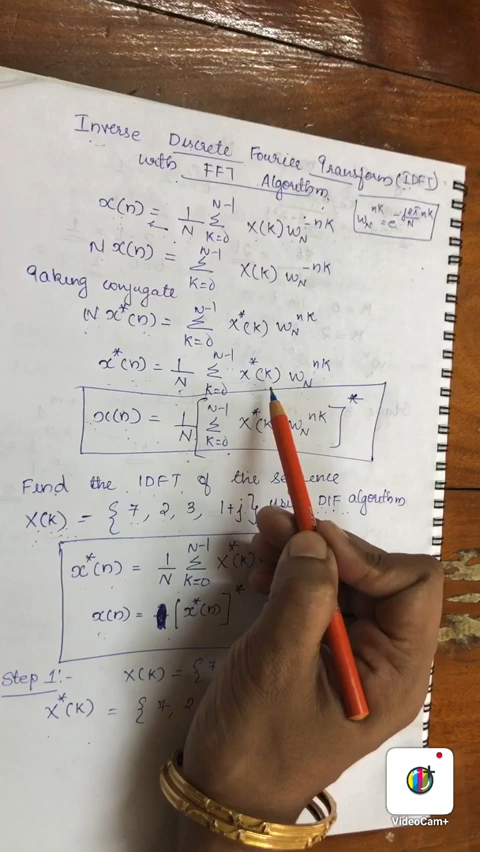 Inverse Discrete Fourier Transform (IDFT)
with FFT Algorithm
x(n) = 1/N Σ_{K=0}^{N-1} X(K) W_N^{-nK}
W_N^{nK} = e^{-j2π/N nK}
N x(n) = Σ_{K=0}^{N-1} X(K) W_N^{-nK}
Taking conjugate
N x*(n) = Σ_{K=0}^{N-1} X*(K) W_N^{nK}
x*(n) = 1/N Σ_{K=0}^{N-1} X*(K) W_N^{nK}
x(n) = 1/N [Σ_{K=0}^{N-1} X*(K) W_N^{nK}]*
Find the IDFT of the sequence
X(K) = {7, 2, 3, 1+j} DIF algorithm
x*(n) = 1/N Σ_{K=0}^{N-1} X*(K)
x(n) = [x*(n)]*
Step 1:- X(K) = {7
X*(K) = {7, 2
VideoCam+